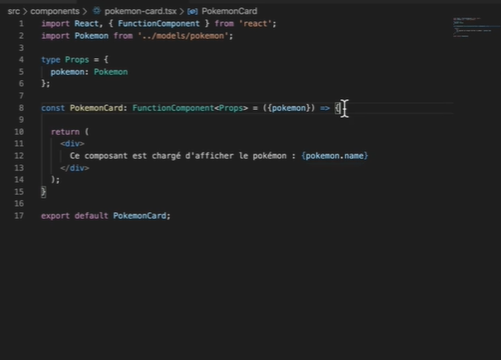 src > components > pokemon-card.tsx > PokemonCard
1 import React, { FunctionComponent } from 'react';
2 import Pokemon from '../models/pokemon';
3
4 type Props = {
5 pokemon: Pokemon
6 };
7
8 const PokemonCard: FunctionComponent<Props> = ({pokemon}) => {
9
10 return (
11 <div>
12 Ce composant est chargé d'afficher le pokémon : {pokemon.name}
13 </div>
14 );
15 }
16
17 export default PokemonCard;